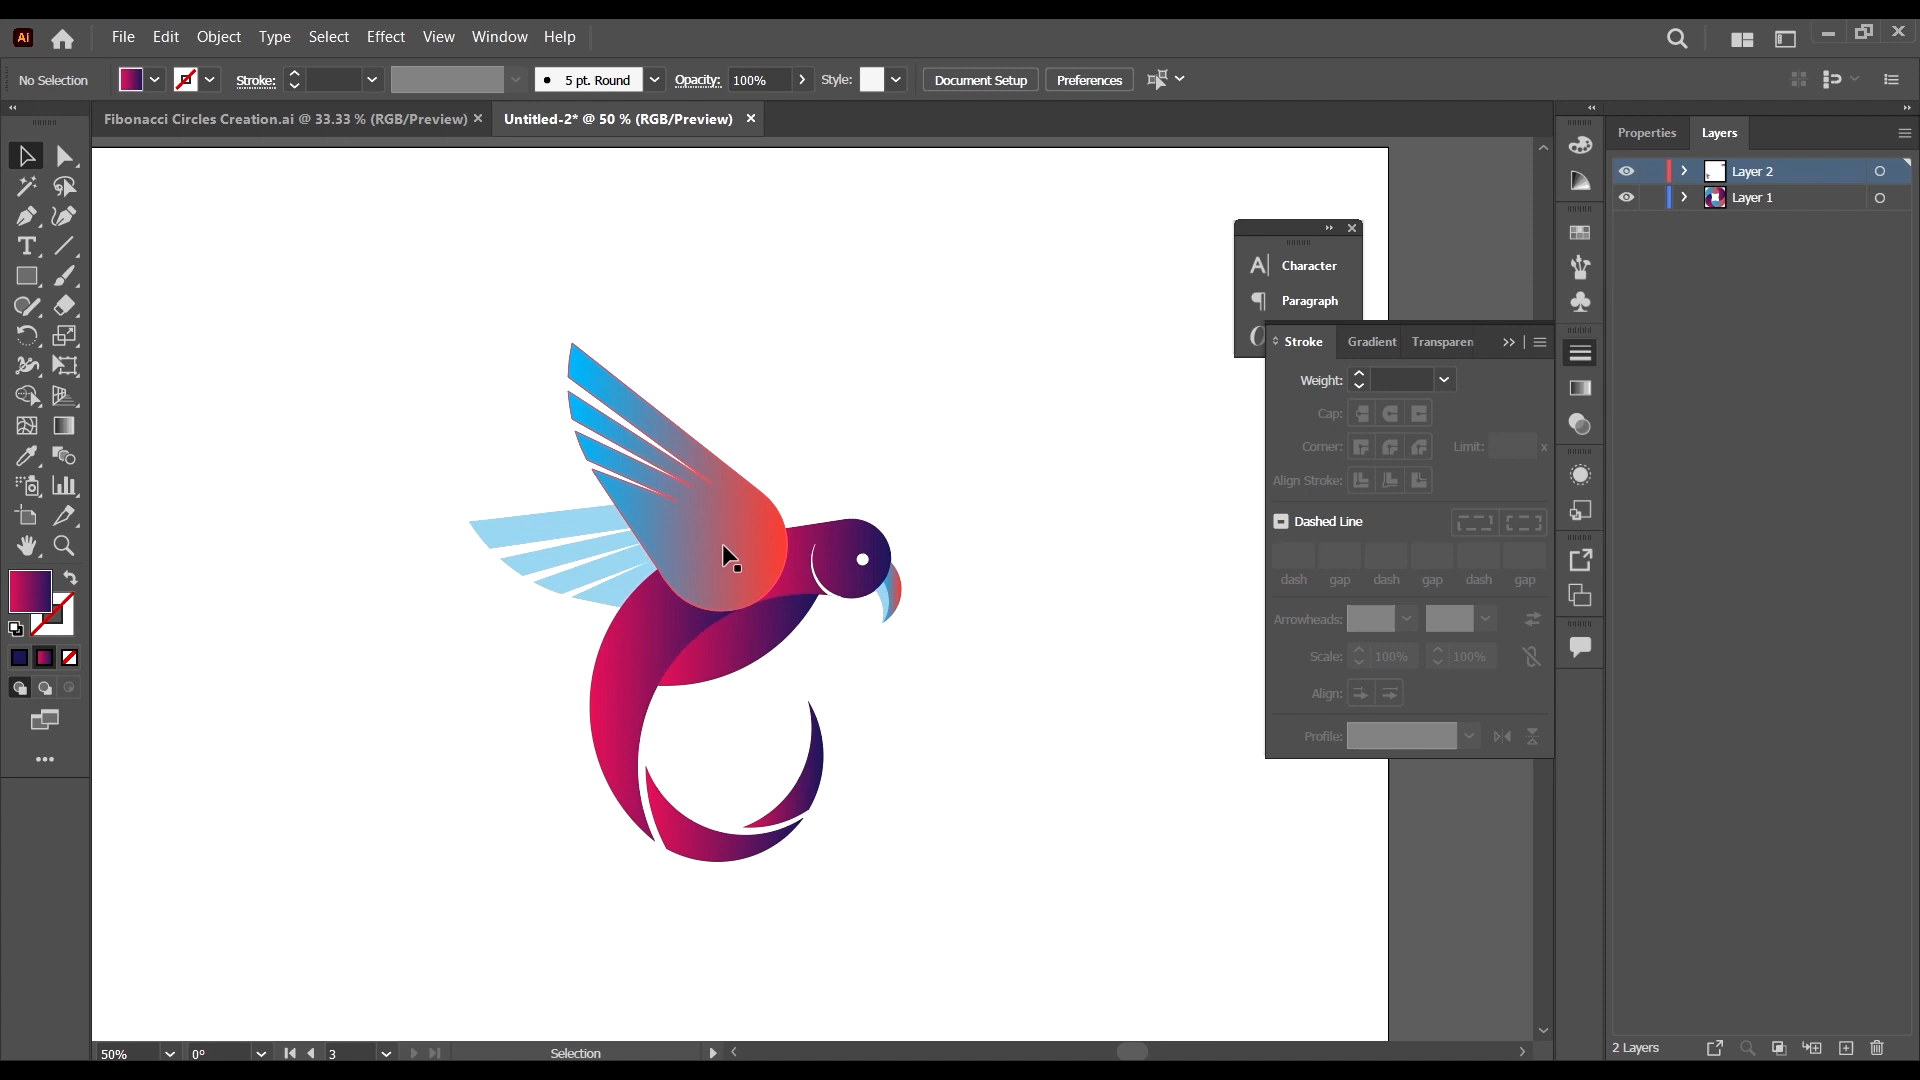 Ai File Edit Object Type Select Effect View Window Help
No Selection Stroke: 5 pt. Round Opacity: 100% Style: Document Setup Preferences
Fibonacci Circles Creation.ai @ 33.33 % (RGB/Preview) Untitled-2* @ 50 % (RGB/Preview)
Properties Layers
Layer 2
Layer 1
Character
Paragraph
Stroke Gradient Transparen
Weight:
Cap:
Corner: Limit: x
Align Stroke:
Dashed Line
dash gap dash gap dash gap
Arrowheads:
Scale: 100% 100%
Align:
Profile:
50% 0° 3 Selection
2 Layers